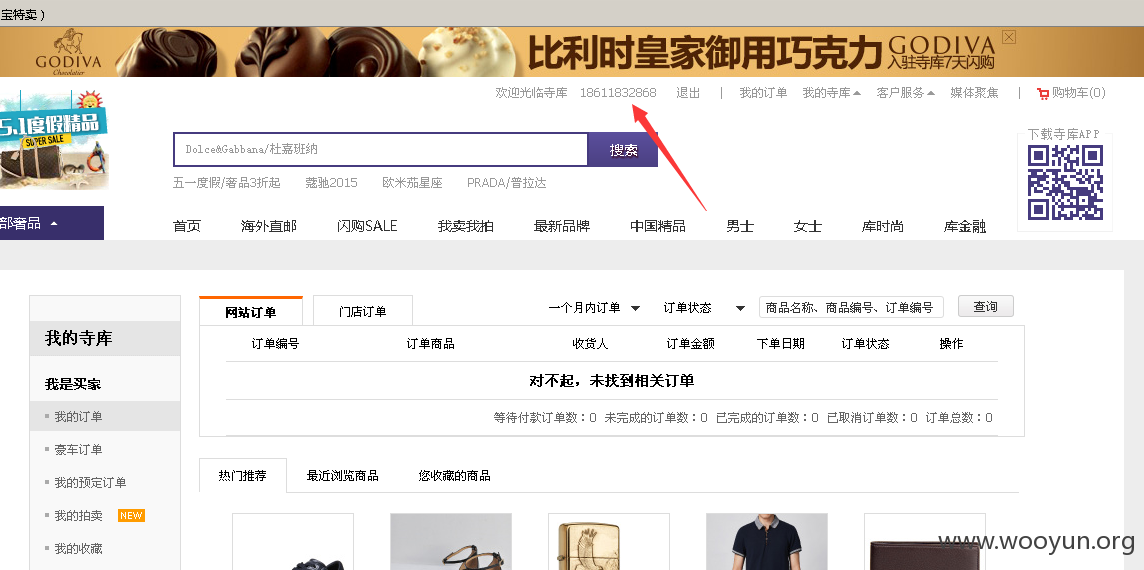 宝特卖）
GODIVA
Chocolatier
比利时皇家御用巧克力
GODIVA
入驻寺库7天闪购
欢迎光临寺库 18611832868 退出 | 我的订单 我的寺库 客户服务 媒体聚焦 | 购物车(0)
5.1度假精品
SUPER SALE
Dolce&Gabbana/杜嘉班纳
搜索
下载寺库APP
五一度假/奢品3折起 蔻驰2015 欧米茄星座 PRADA/普拉达
部奢品
首页 海外直邮 闪购SALE 我卖我拍 最新品牌 中国精品 男士 女士 库时尚 库金融
网站订单 门店订单 一个月内订单 订单状态 商品名称、商品编号、订单编号 查询
我的寺库
订单编号 订单商品 收货人 订单金额 下单日期 订单状态 操作
对不起，未找到相关订单
我是买家
我的订单
等待付款订单数：0 未完成的订单数：0 已完成的订单数：0 已取消订单数：0 订单总数：0
豪车订单
热门推荐 最近浏览商品 您收藏的商品
我的预定订单
我的拍卖 NEW
我的收藏
www.wooyun.org